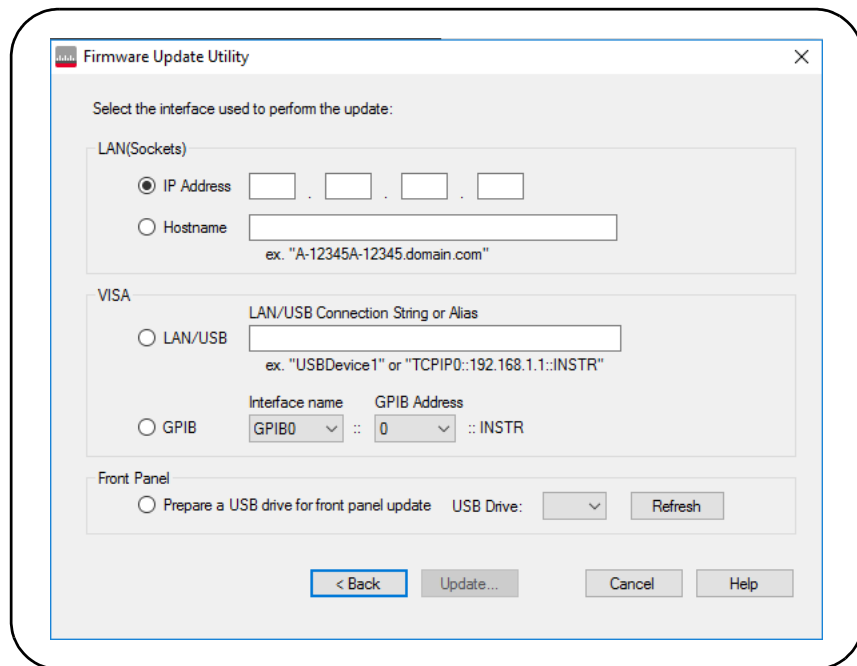 Firmware Update Utility
Select the interface used to perform the update:
LAN(Sockets)
IP Address . . .
Hostname
ex. "A-12345A-12345.domain.com"
VISA
LAN/USB Connection String or Alias
LAN/USB
ex. "USBDevice1" or "TCPIP0::192.168.1.1::INSTR"
Interface name GPIB Address
GPIB GPIB0 :: 0 :: INSTR
Front Panel
Prepare a USB drive for front panel update USB Drive: Refresh
< Back Update... Cancel Help